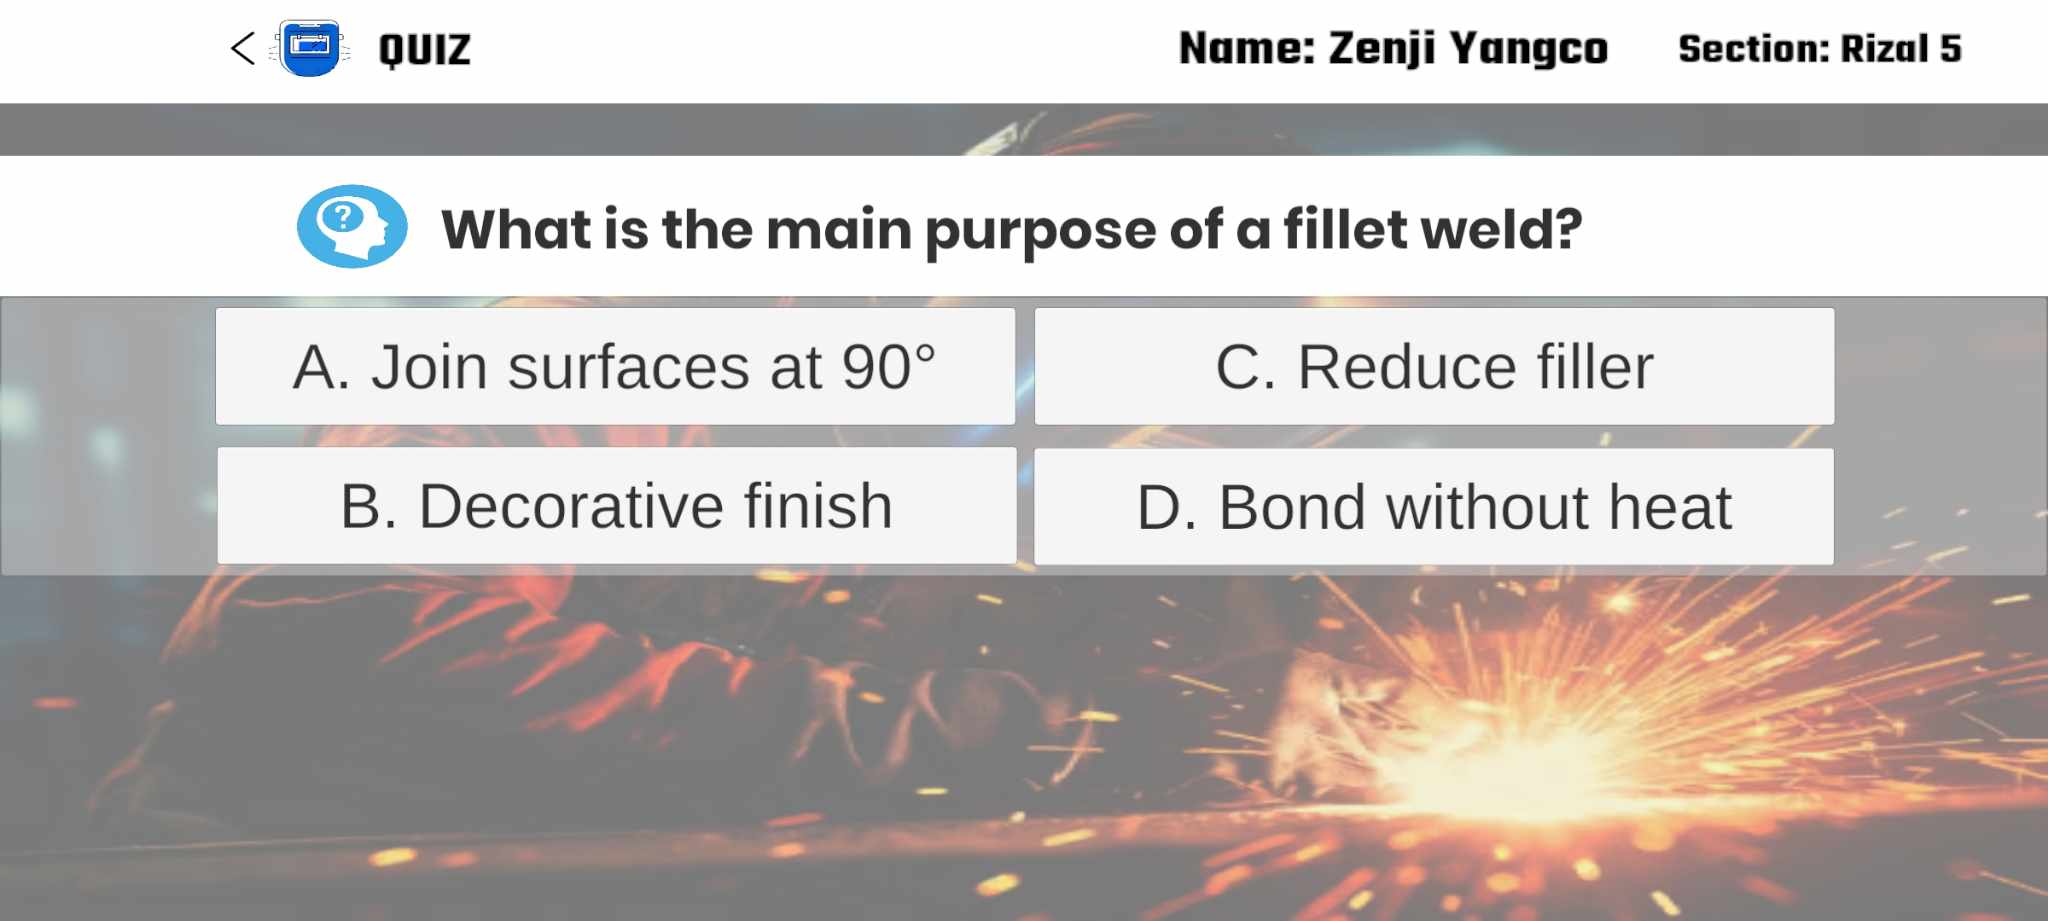 QUIZ
Name: Zenji Yangco
Section: Rizal 5
?
What is the main purpose of a fillet weld?
A. Join surfaces at 90°
C. Reduce filler
B. Decorative finish
D. Bond without heat